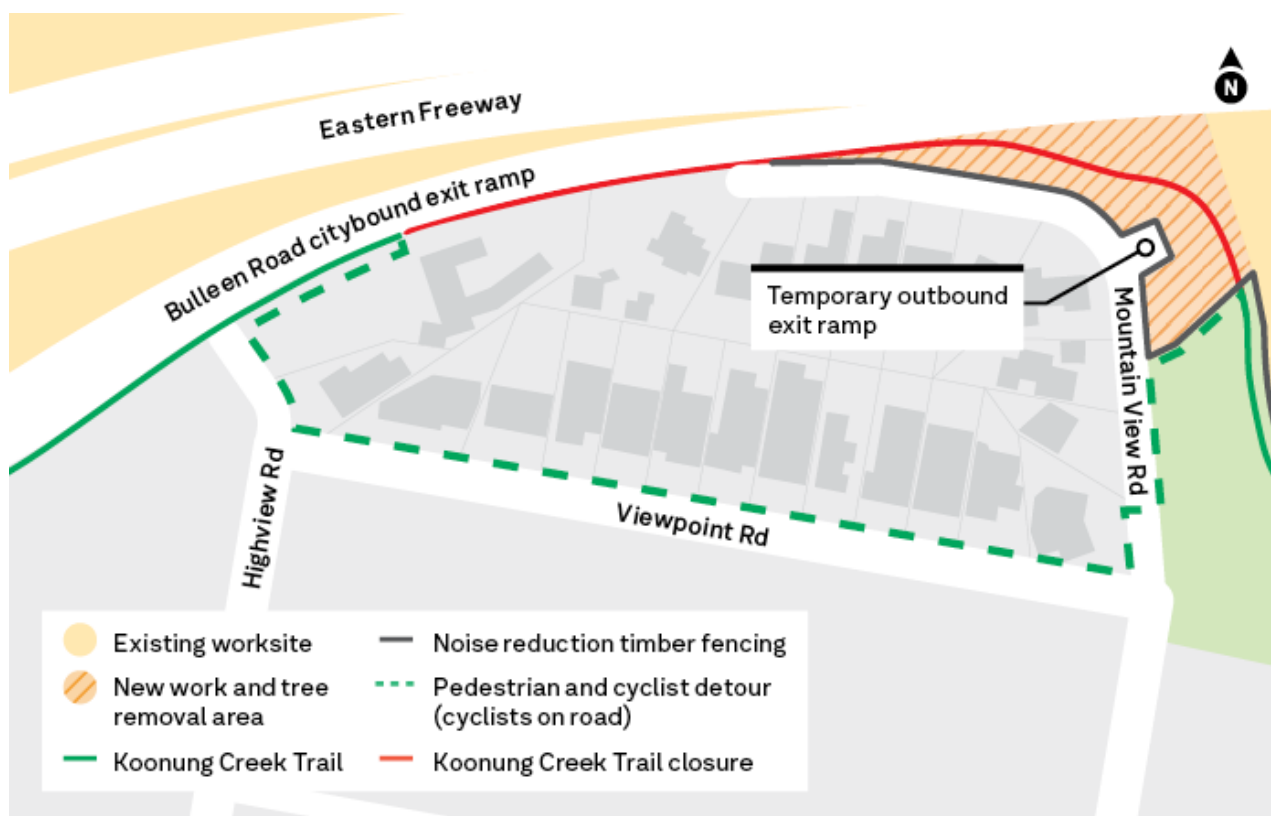 N
Eastern Freeway
Bulleen Road citybound exit ramp
Temporary outbound
exit ramp
Mountain View Rd
Highview Rd
Viewpoint Rd
Existing worksite
New work and tree
removal area
Koonung Creek Trail
Noise reduction timber fencing
Pedestrian and cyclist detour
(cyclists on road)
Koonung Creek Trail closure